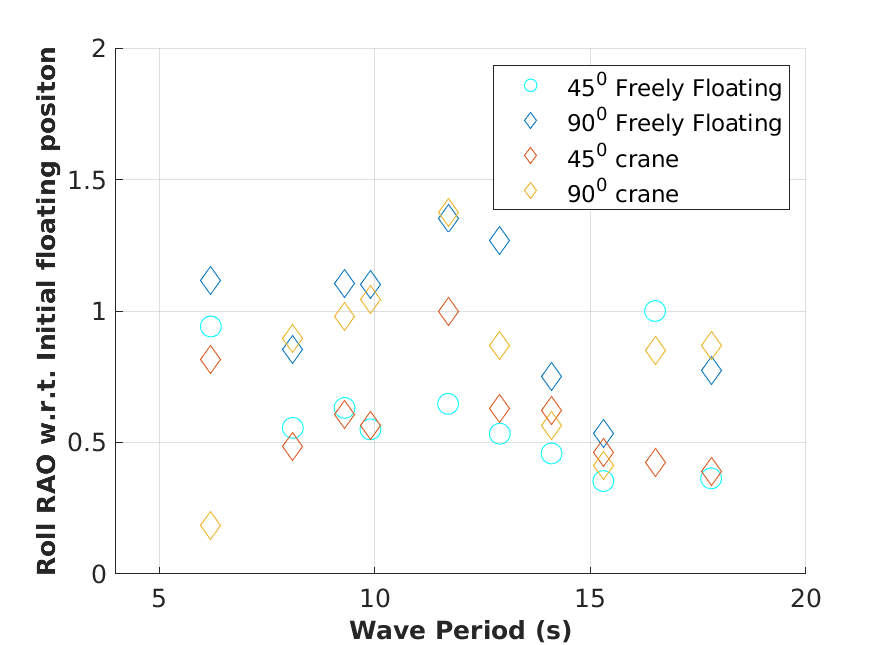 Roll RAO w.r.t. Initial floating positon
2
1.5
1
0.5
0
45⁰ Freely Floating
90⁰ Freely Floating
45⁰ crane
90⁰ crane
5 10 15 20
Wave Period (s)